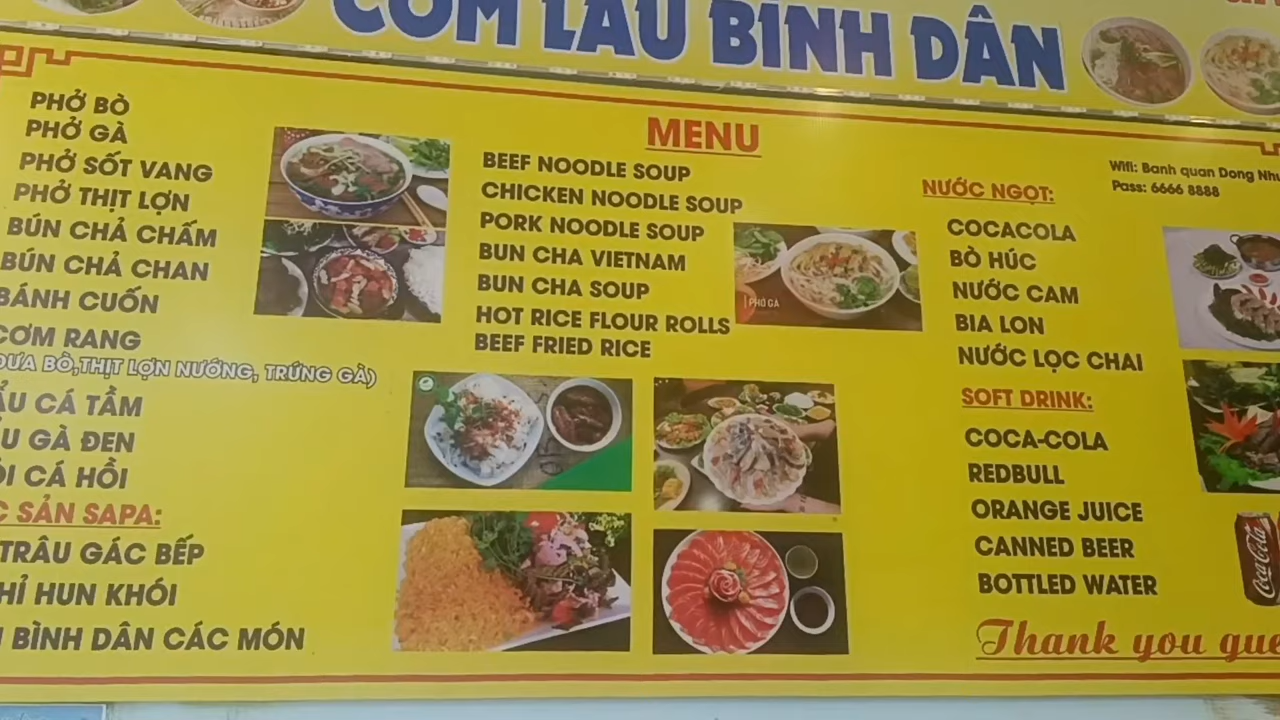 CƠM LẨU BÌNH DÂN
PHỞ BÒ
PHỞ GÀ
PHỞ SỐT VANG
PHỞ THỊT LỢN
BÚN CHẢ CHẤM
BÚN CHẢ CHAN
BÁNH CUỐN
CƠM RANG
DƯA BÒ,THỊT LỢN NƯỚNG, TRỨNG GÀ)
CÁ TẦM
GÀ ĐEN
CÁ HỒI
SẢN SAPA:
TRÂU GÁC BẾP
HUN KHÓI
BÌNH DÂN CÁC MÓN
MENU
BEEF NOODLE SOUP
CHICKEN NOODLE SOUP
PORK NOODLE SOUP
BUN CHA VIETNAM
BUN CHA SOUP
HOT RICE FLOUR ROLLS
BEEF FRIED RICE
PHỞ GÀ
Wifi: Banh quan Dong Nhu
Pass: 6666 8888
NƯỚC NGỌT:
COCACOLA
BÒ HÚC
NƯỚC CAM
BIA LON
NƯỚC LỌC CHAI
SOFT DRINK:
COCA-COLA
REDBULL
ORANGE JUICE
CANNED BEER
BOTTLED WATER
Coca-Cola
Thank you gue